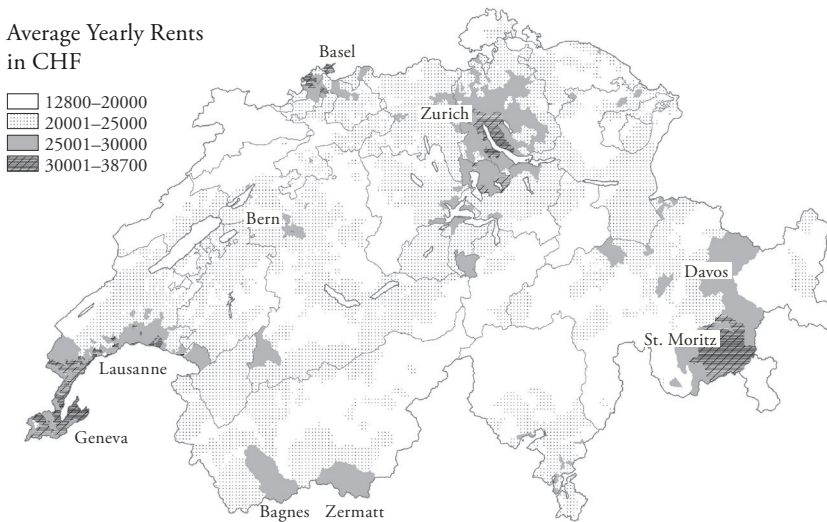 Average Yearly Rents
in CHF
12800–20000
20001–25000
25001–30000
30001–38700
Basel
Zurich
Bern
Davos
St. Moritz
Lausanne
Geneva
Bagnes
Zermatt